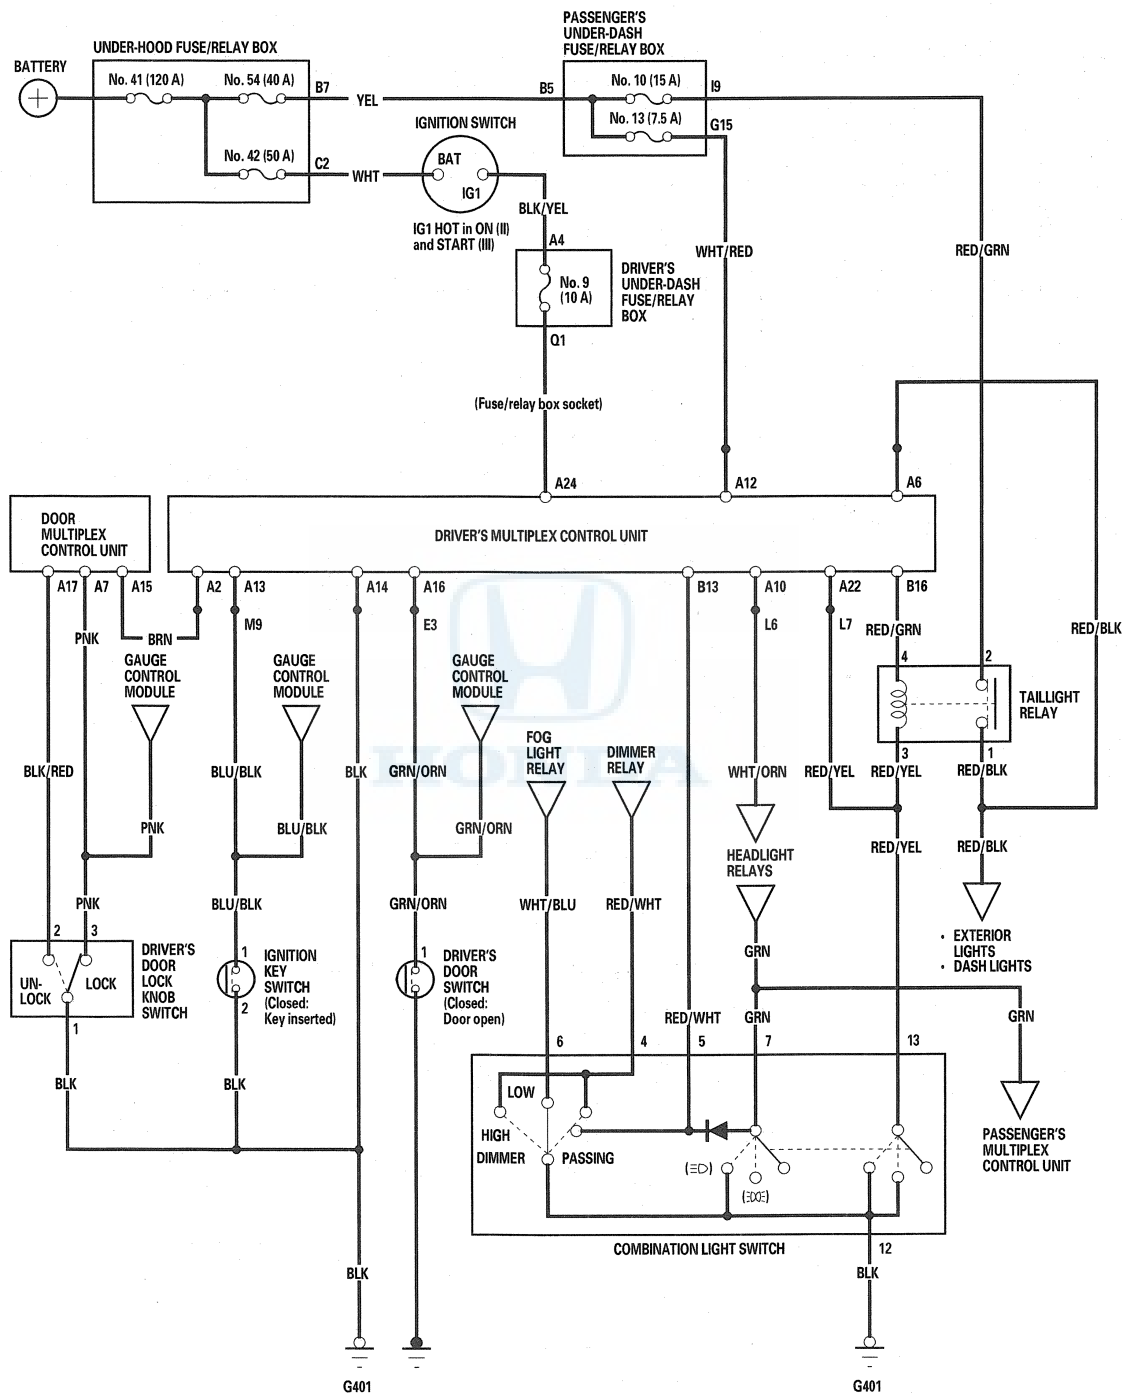 PASSENGER'S
UNDER-DASH
FUSE/RELAY BOX
UNDER-HOOD FUSE/RELAY BOX
BATTERY
No. 41 (120 A)
No. 54 (40 A)
B7
YEL
B5
No. 10 (15 A)
I9
No. 13 (7.5 A)
G15
IGNITION SWITCH
No. 42 (50 A)
C2
WHT
BAT
IG1
BLK/YEL
IG1 HOT in ON (II)
and START (III)
A4
WHT/RED
RED/GRN
No. 9
(10 A)
DRIVER'S
UNDER-DASH
FUSE/RELAY
BOX
Q1
(Fuse/relay box socket)
A24
A12
A6
DOOR
MULTIPLEX
CONTROL UNIT
DRIVER'S MULTIPLEX CONTROL UNIT
A17
A7
A15
A2
A13
A14
A16
B13
A10
A22
B16
M9
E3
L6
L7
PNK
BRN
RED/GRN
RED/BLK
GAUGE
CONTROL
MODULE
GAUGE
CONTROL
MODULE
GAUGE
CONTROL
MODULE
4
2
TAILLIGHT
RELAY
FOG
LIGHT
RELAY
DIMMER
RELAY
3
1
HONDA
BLK/RED
BLU/BLK
BLK
GRN/ORN
WHT/ORN
RED/YEL
RED/YEL
RED/BLK
PNK
BLU/BLK
GRN/ORN
HEADLIGHT
RELAYS
RED/YEL
RED/BLK
PNK
BLU/BLK
GRN/ORN
WHT/BLU
RED/WHT
2
3
UN-
LOCK
LOCK
1
DRIVER'S
DOOR
LOCK
KNOB
SWITCH
1
2
IGNITION
KEY
SWITCH
(Closed:
Key inserted)
1
DRIVER'S
DOOR
SWITCH
(Closed:
Door open)
GRN
• EXTERIOR
LIGHTS
• DASH LIGHTS
RED/WHT
GRN
GRN
6
4
5
7
13
BLK
BLK
LOW
HIGH
DIMMER
PASSING
PASSENGER'S
MULTIPLEX
CONTROL UNIT
COMBINATION LIGHT SWITCH
12
BLK
BLK
G401
G401